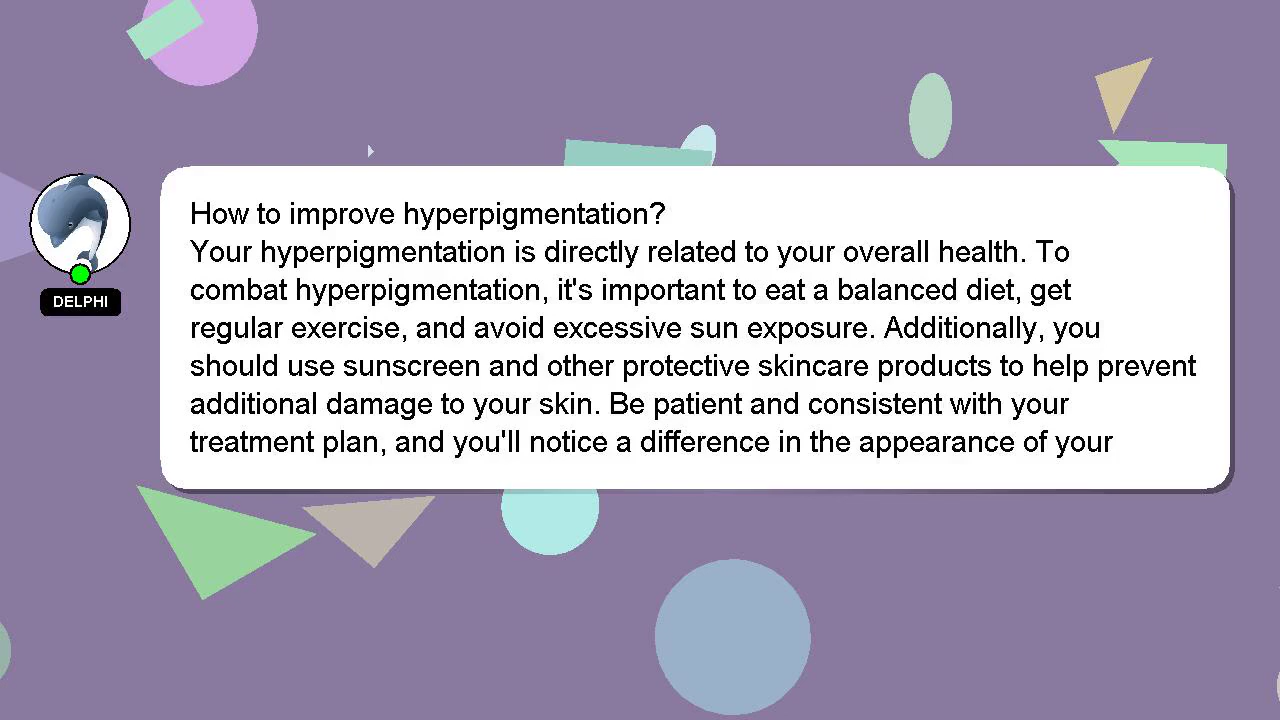 DELPHI
How to improve hyperpigmentation?
Your hyperpigmentation is directly related to your overall health. To
combat hyperpigmentation, it's important to eat a balanced diet, get
regular exercise, and avoid excessive sun exposure. Additionally, you
should use sunscreen and other protective skincare products to help prevent
additional damage to your skin. Be patient and consistent with your
treatment plan, and you'll notice a difference in the appearance of your